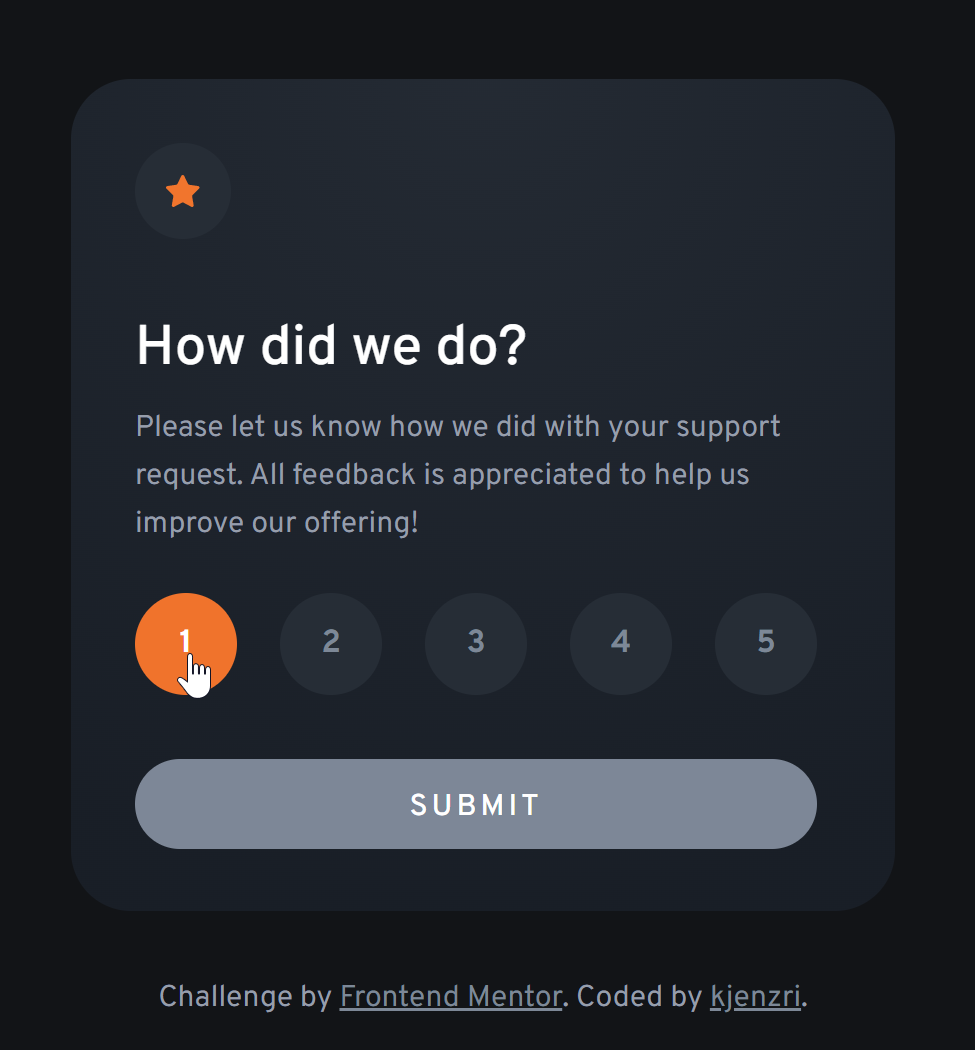 How did we do?
Please let us know how we did with your support
request. All feedback is appreciated to help us
improve our offering!
1 2 3 4 5
SUBMIT
Challenge by Frontend Mentor. Coded by kjenzri.